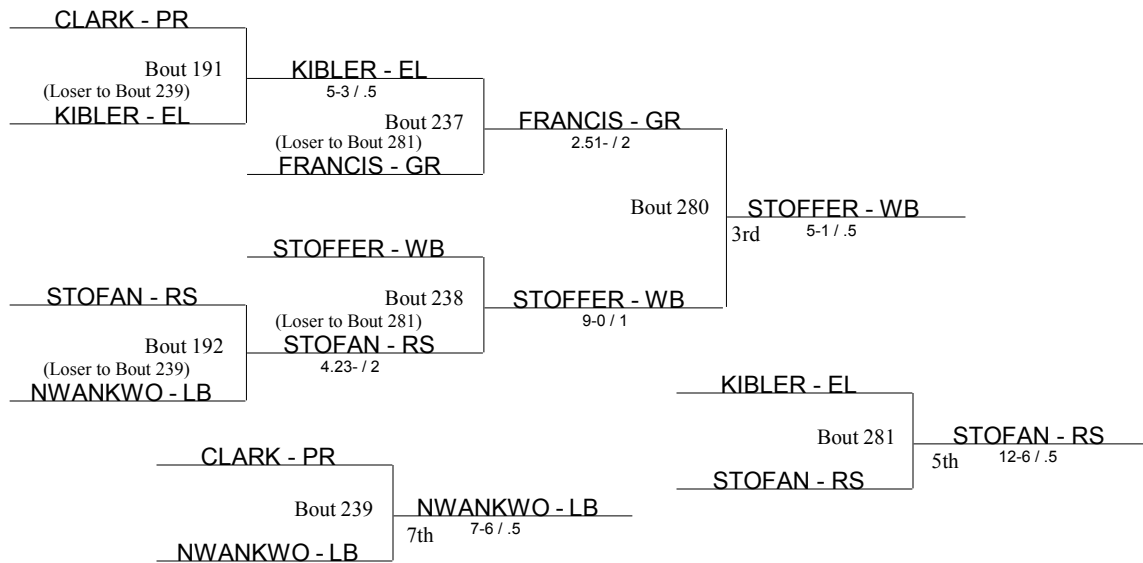 CLARK - PR
Bout 191
(Loser to Bout 239)
KIBLER - EL
KIBLER - EL
5-3 / .5
Bout 237
(Loser to Bout 281)
FRANCIS - GR
FRANCIS - GR
2.51- / 2
Bout 280
STOFFER - WB
3rd
5-1 / .5
STOFFER - WB
STOFAN - RS
Bout 238
(Loser to Bout 281)
STOFFER - WB
9-0 / 1
Bout 192
(Loser to Bout 239)
STOFAN - RS
4.23- / 2
NWANKWO - LB
KIBLER - EL
Bout 281
STOFAN - RS
5th
12-6 / .5
STOFAN - RS
CLARK - PR
Bout 239
NWANKWO - LB
7th
7-6 / .5
NWANKWO - LB